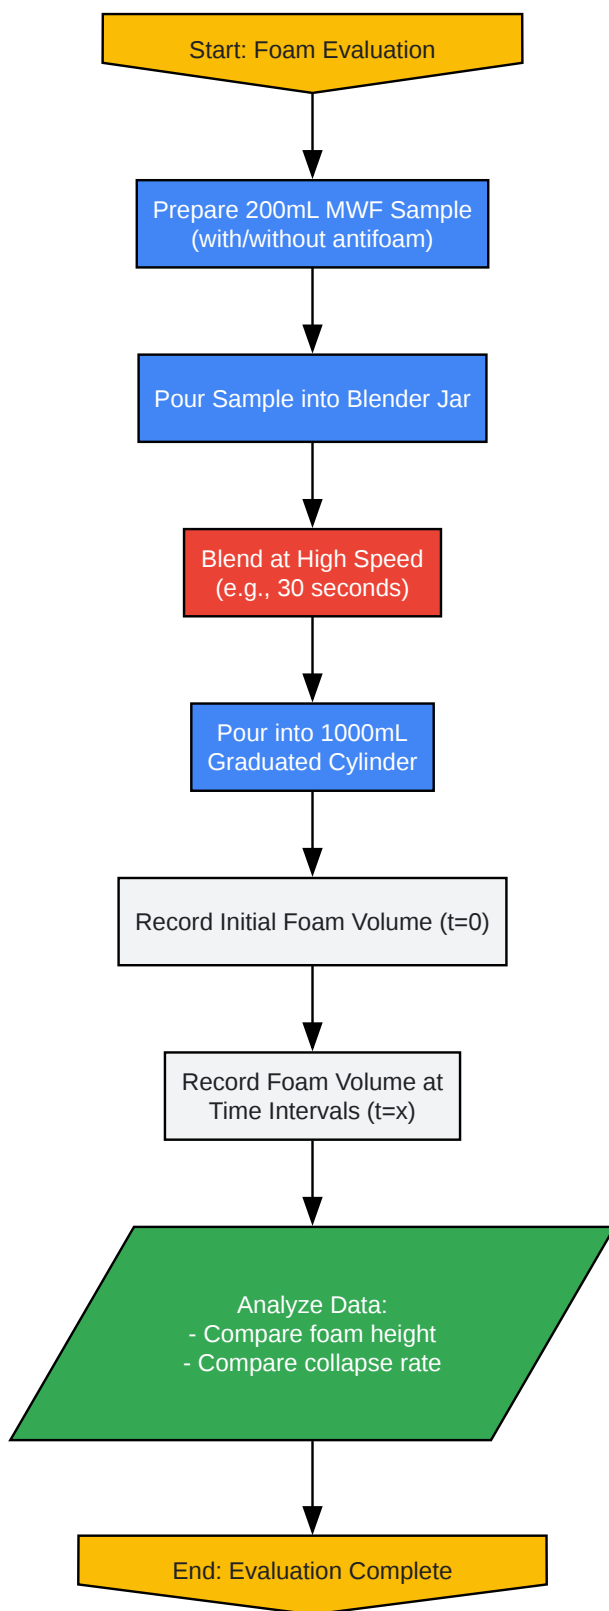 Start: Foam Evaluation
Prepare 200mL MWF Sample
(with/without antifoam)
Pour Sample into Blender Jar
Blend at High Speed
(e.g., 30 seconds)
Pour into 1000mL
Graduated Cylinder
Record Initial Foam Volume (t=0)
Record Foam Volume at
Time Intervals (t=x)
Analyze Data:
- Compare foam height
- Compare collapse rate
End: Evaluation Complete